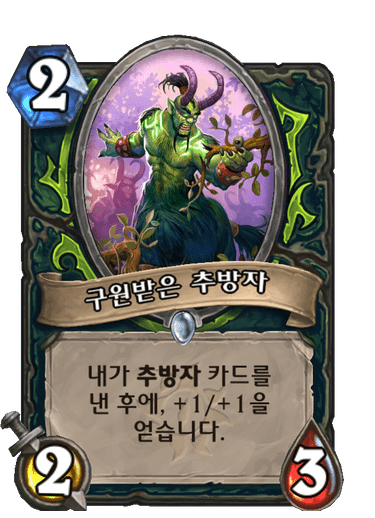 2
구원받은 추방자
내가 추방자 카드를
낸 후에, +1/+1을
얻습니다.
2
3